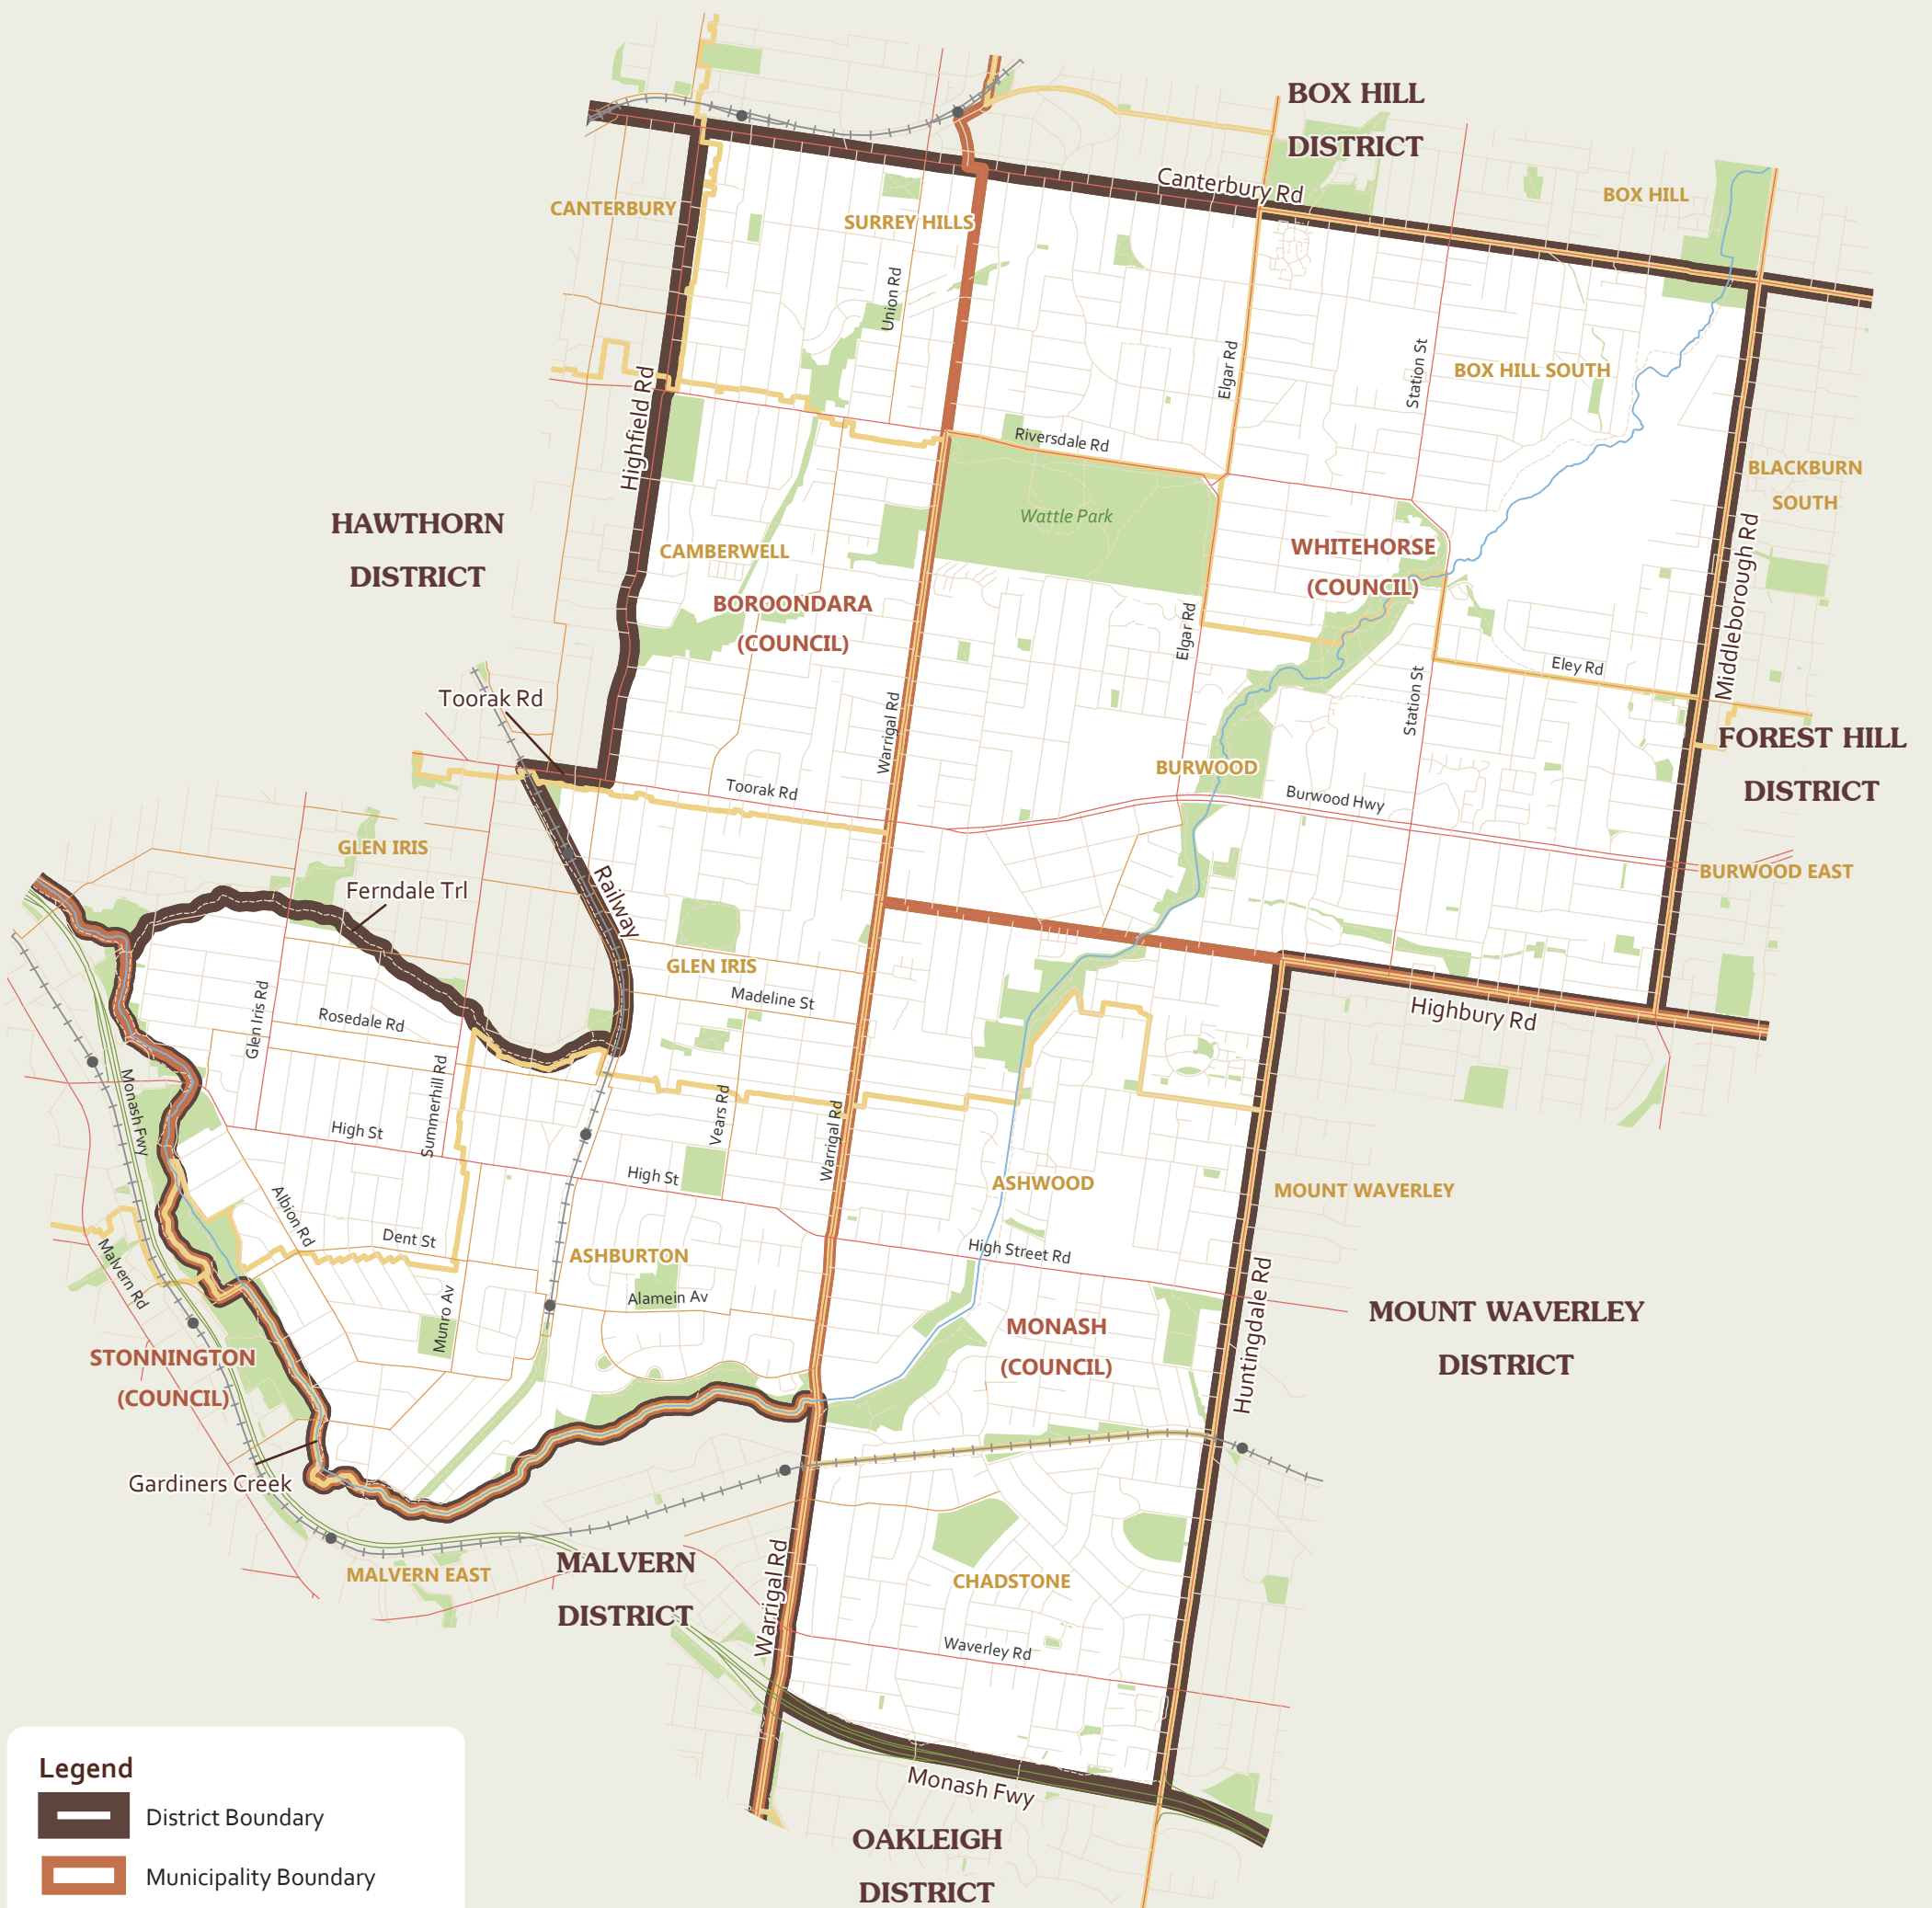 BOX HILL
DISTRICT
Canterbury Rd
BOX HILL
CANTERBURY
SURREY HILLS
Union Rd
Elgar Rd
Station St
BOX HILL SOUTH
Highfield Rd
Riversdale Rd
BLACKBURN
SOUTH
HAWTHORN
DISTRICT
Wattle Park
CAMBERWELL
WHITEHORSE
(COUNCIL)
Middleborough Rd
BOROONDARA
(COUNCIL)
Elgar Rd
Eley Rd
Toorak Rd
Warrigal Rd
Station St
FOREST HILL
DISTRICT
BURWOOD
Toorak Rd
Burwood Hwy
GLEN IRIS
Ferndale Trl
Railway
BURWOOD EAST
GLEN IRIS
Madeline St
Highbury Rd
Glen Iris Rd
Rosedale Rd
Summerhill Rd
Monash Fwy
High St
Vears Rd
Warrigal Rd
High St
ASHWOOD
MOUNT WAVERLEY
Albion Rd
Dent St
ASHBURTON
High Street Rd
Malvern Rd
Munro Av
Alamein Av
Huntingdale Rd
MOUNT WAVERLEY
DISTRICT
MONASH
(COUNCIL)
STONNINGTON
(COUNCIL)
Gardiners Creek
MALVERN EAST
MALVERN
DISTRICT
Warrigal Rd
CHADSTONE
Waverley Rd
Monash Fwy
OAKLEIGH
DISTRICT
Legend
District Boundary
Municipality Boundary